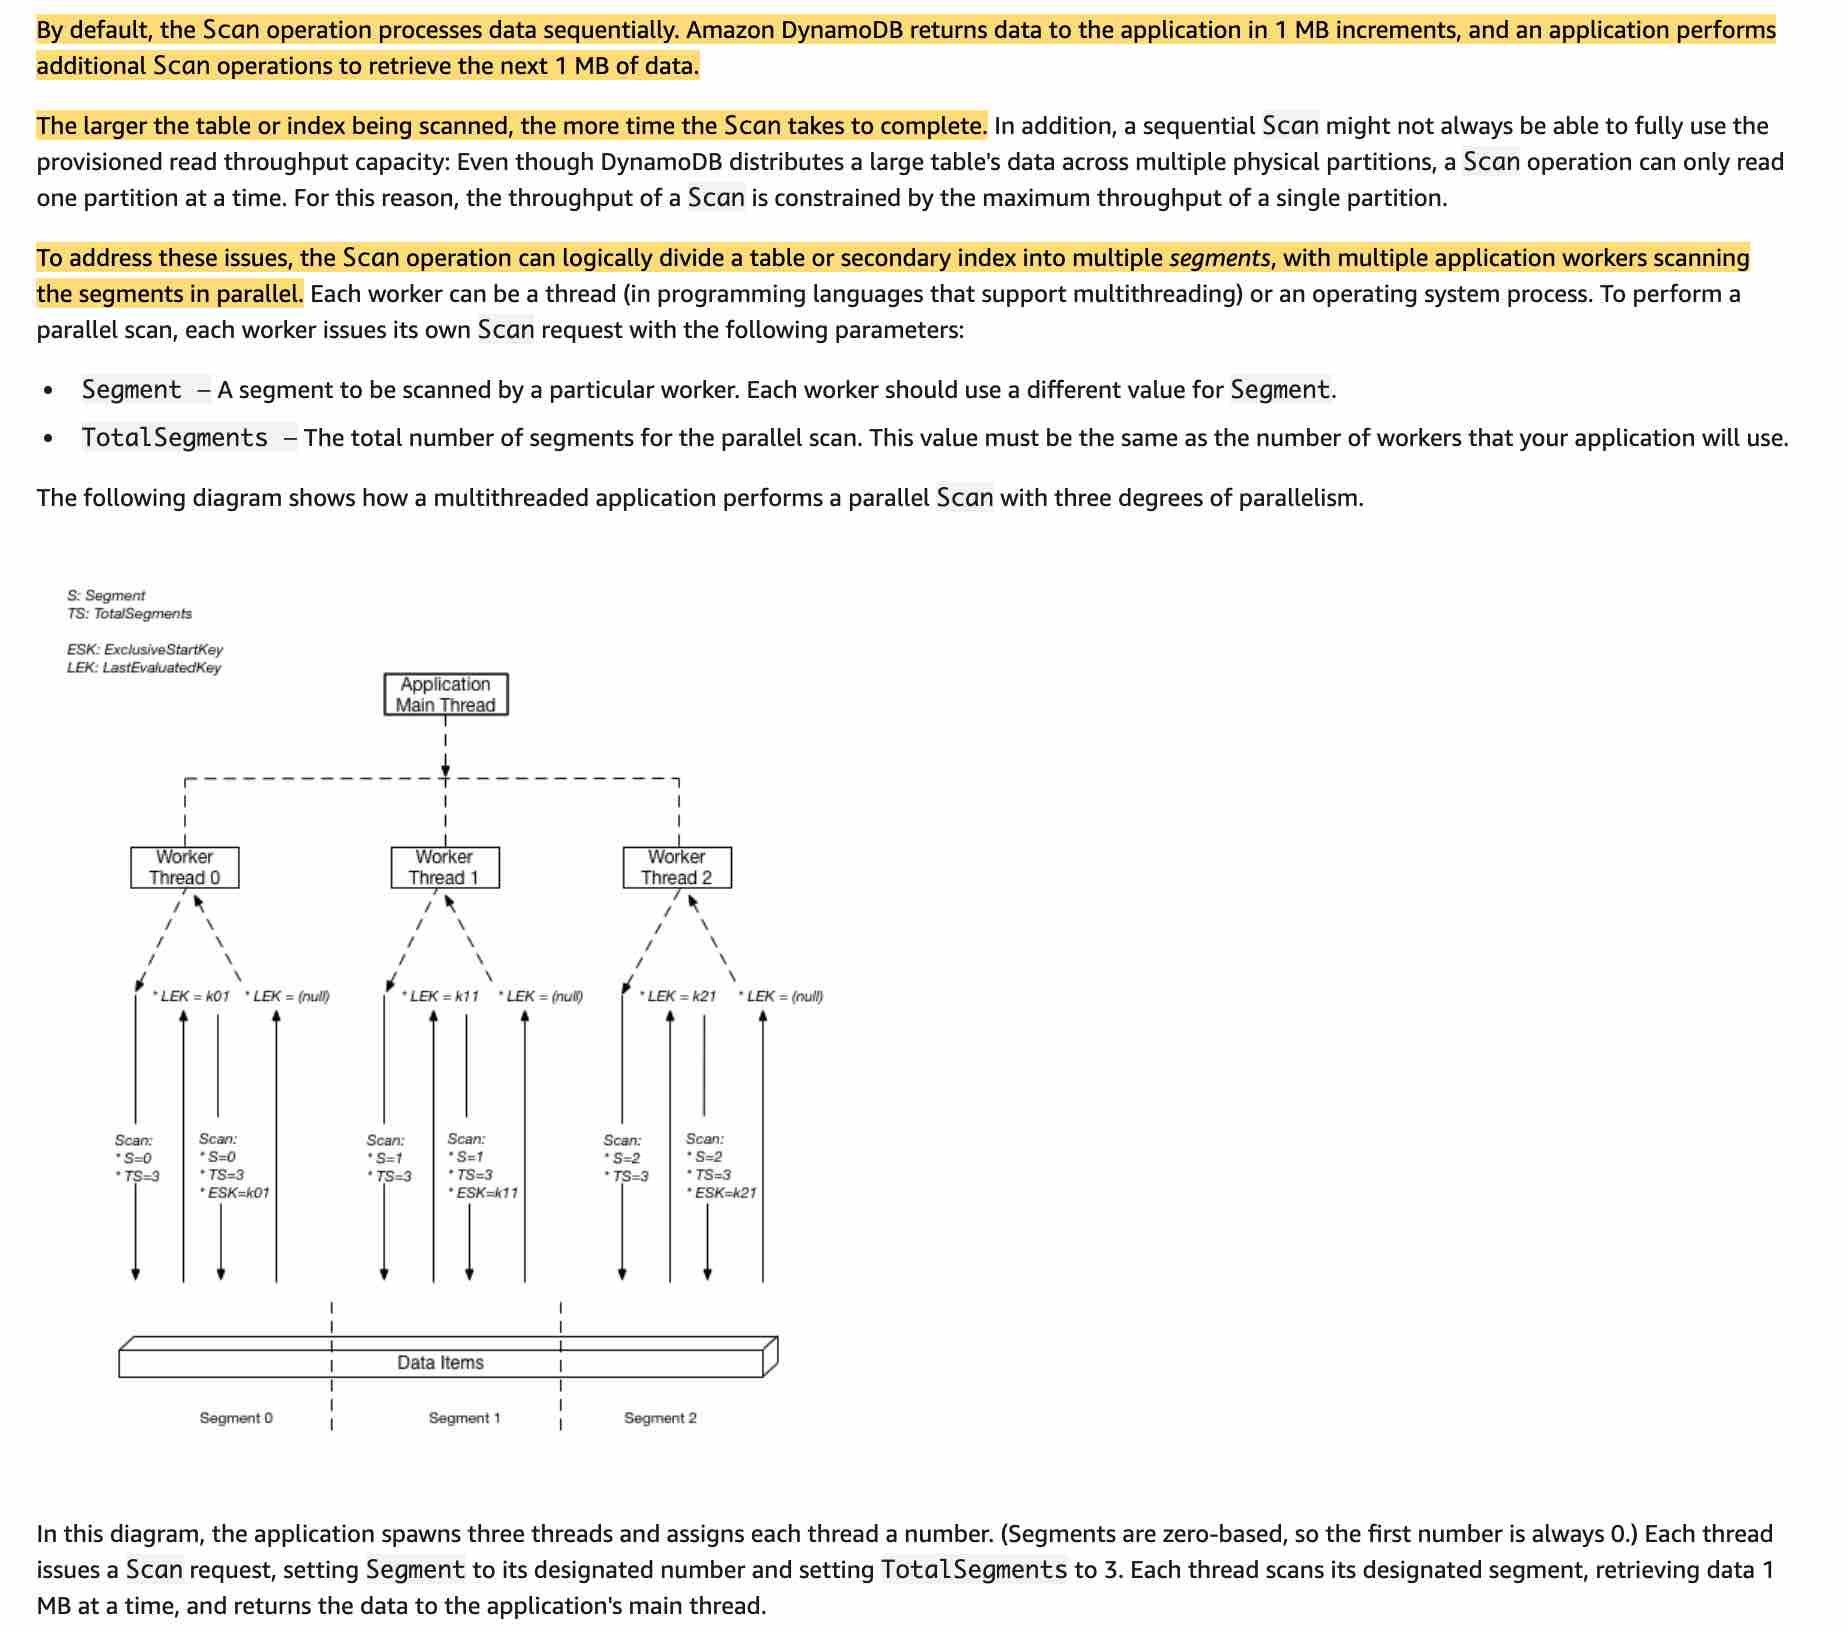 By default, the Scan operation processes data sequentially. Amazon DynamoDB returns data to the application in 1 MB increments, and an application performs
additional Scan operations to retrieve the next 1 MB of data.
The larger the table or index being scanned, the more time the Scan takes to complete. In addition, a sequential Scan might not always be able to fully use the
provisioned read throughput capacity: Even though DynamoDB distributes a large table's data across multiple physical partitions, a Scan operation can only read
one partition at a time. For this reason, the throughput of a Scan is constrained by the maximum throughput of a single partition.
To address these issues, the Scan operation can logically divide a table or secondary index into multiple segments, with multiple application workers scanning
the segments in parallel. Each worker can be a thread (in programming languages that support multithreading) or an operating system process. To perform a
parallel scan, each worker issues its own Scan request with the following parameters:
• Segment – A segment to be scanned by a particular worker. Each worker should use a different value for Segment.
• TotalSegments – The total number of segments for the parallel scan. This value must be the same as the number of workers that your application will use.
The following diagram shows how a multithreaded application performs a parallel Scan with three degrees of parallelism.
S: Segment
TS: TotalSegments
ESK: ExclusiveStartKey
LEK: LastEvaluatedKey
Application
Main Thread
Worker
Thread 0
Worker
Thread 1
Worker
Thread 2
* LEK = k01 * LEK = (null)
* LEK = k11 * LEK = (null)
* LEK = k21 * LEK = (null)
Scan:
* S=0
* TS=3
Scan:
* S=0
* TS=3
* ESK=k01
Scan:
* S=1
* TS=3
Scan:
* S=1
* TS=3
* ESK=k11
Scan:
* S=2
* TS=3
Scan:
* S=2
* TS=3
* ESK=k21
Data Items
Segment 0
Segment 1
Segment 2
In this diagram, the application spawns three threads and assigns each thread a number. (Segments are zero-based, so the first number is always 0.) Each thread
issues a Scan request, setting Segment to its designated number and setting TotalSegments to 3. Each thread scans its designated segment, retrieving data 1
MB at a time, and returns the data to the application's main thread.